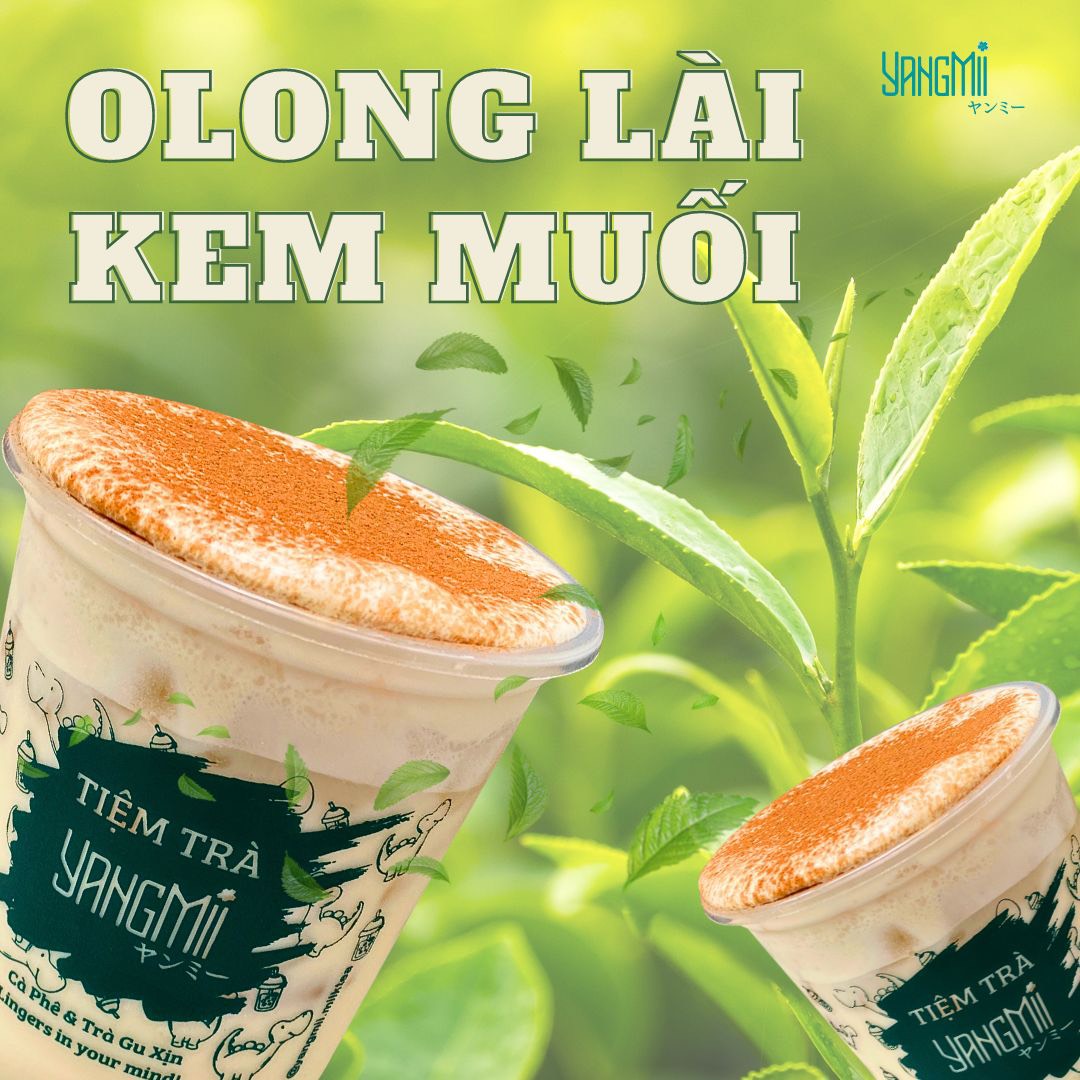 OLONG LÀI
KEM MUỐI
YANGMii
ヤンミー
TIỆM TRÀ
YANGMii
ヤンミー
Cà Phê & Trà Gu Xịn
Lingers in your mind!
TIỆM TRÀ
YANGMii
ヤンミー